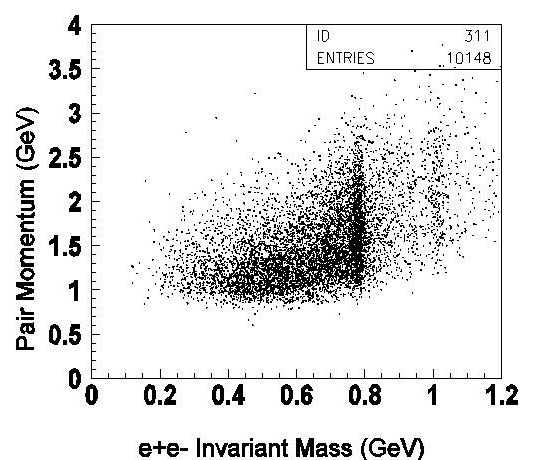 4
ID 311
ENTRIES 10148
3.5
3
2.5
2
1.5
1
0.5
0
Pair Momentum (GeV)
0 0.2 0.4 0.6 0.8 1 1.2
e+e- Invariant Mass (GeV)